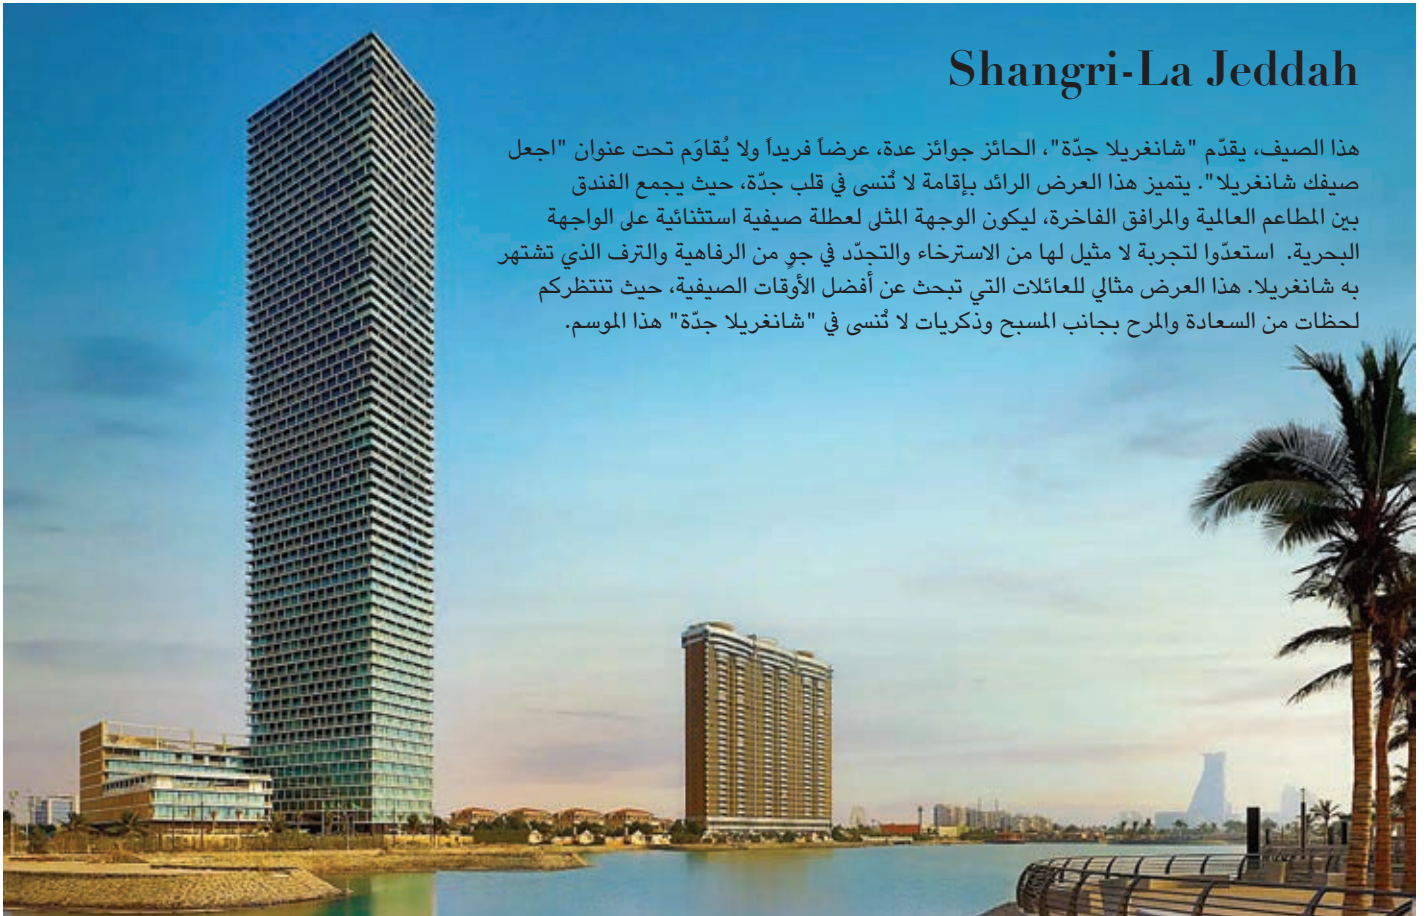 Shangri-La Jeddah
هذا الصيف، يقدّم "شانغريلا جدّة"، الحائز جوائز عدة، عرضاً فريداً ولا يُقاوَم تحت عنوان "اجعل
صيفك شانغريلا". يتميز هذا العرض الرائد بإقامة لا تُنسى في قلب جدّة، حيث يجمع الفندق
بين المطاعم العالمية والمرافق الفاخرة، ليكون الوجهة المثلى لعطلة صيفية استثنائية على الواجهة
البحرية. استعدّوا لتجربة لا مثيل لها من الاسترخاء والتجدّد في جوٍ من الرفاهية والترف الذي تشتهر
به شانغريلا. هذا العرض مثالي للعائلات التي تبحث عن أفضل الأوقات الصيفية، حيث تنتظركم
لحظات من السعادة والمرح بجانب المسبح وذكريات لا تُنسى في "شانغريلا جدّة" هذا الموسم.